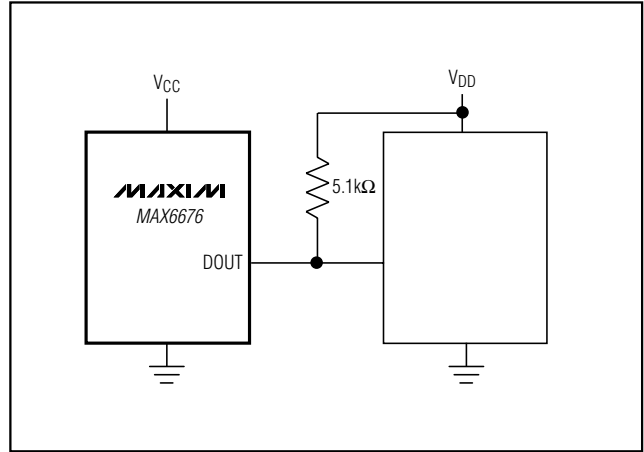 VCC
VDD
MAXIM
MAX6676
5.1kΩ
DOUT